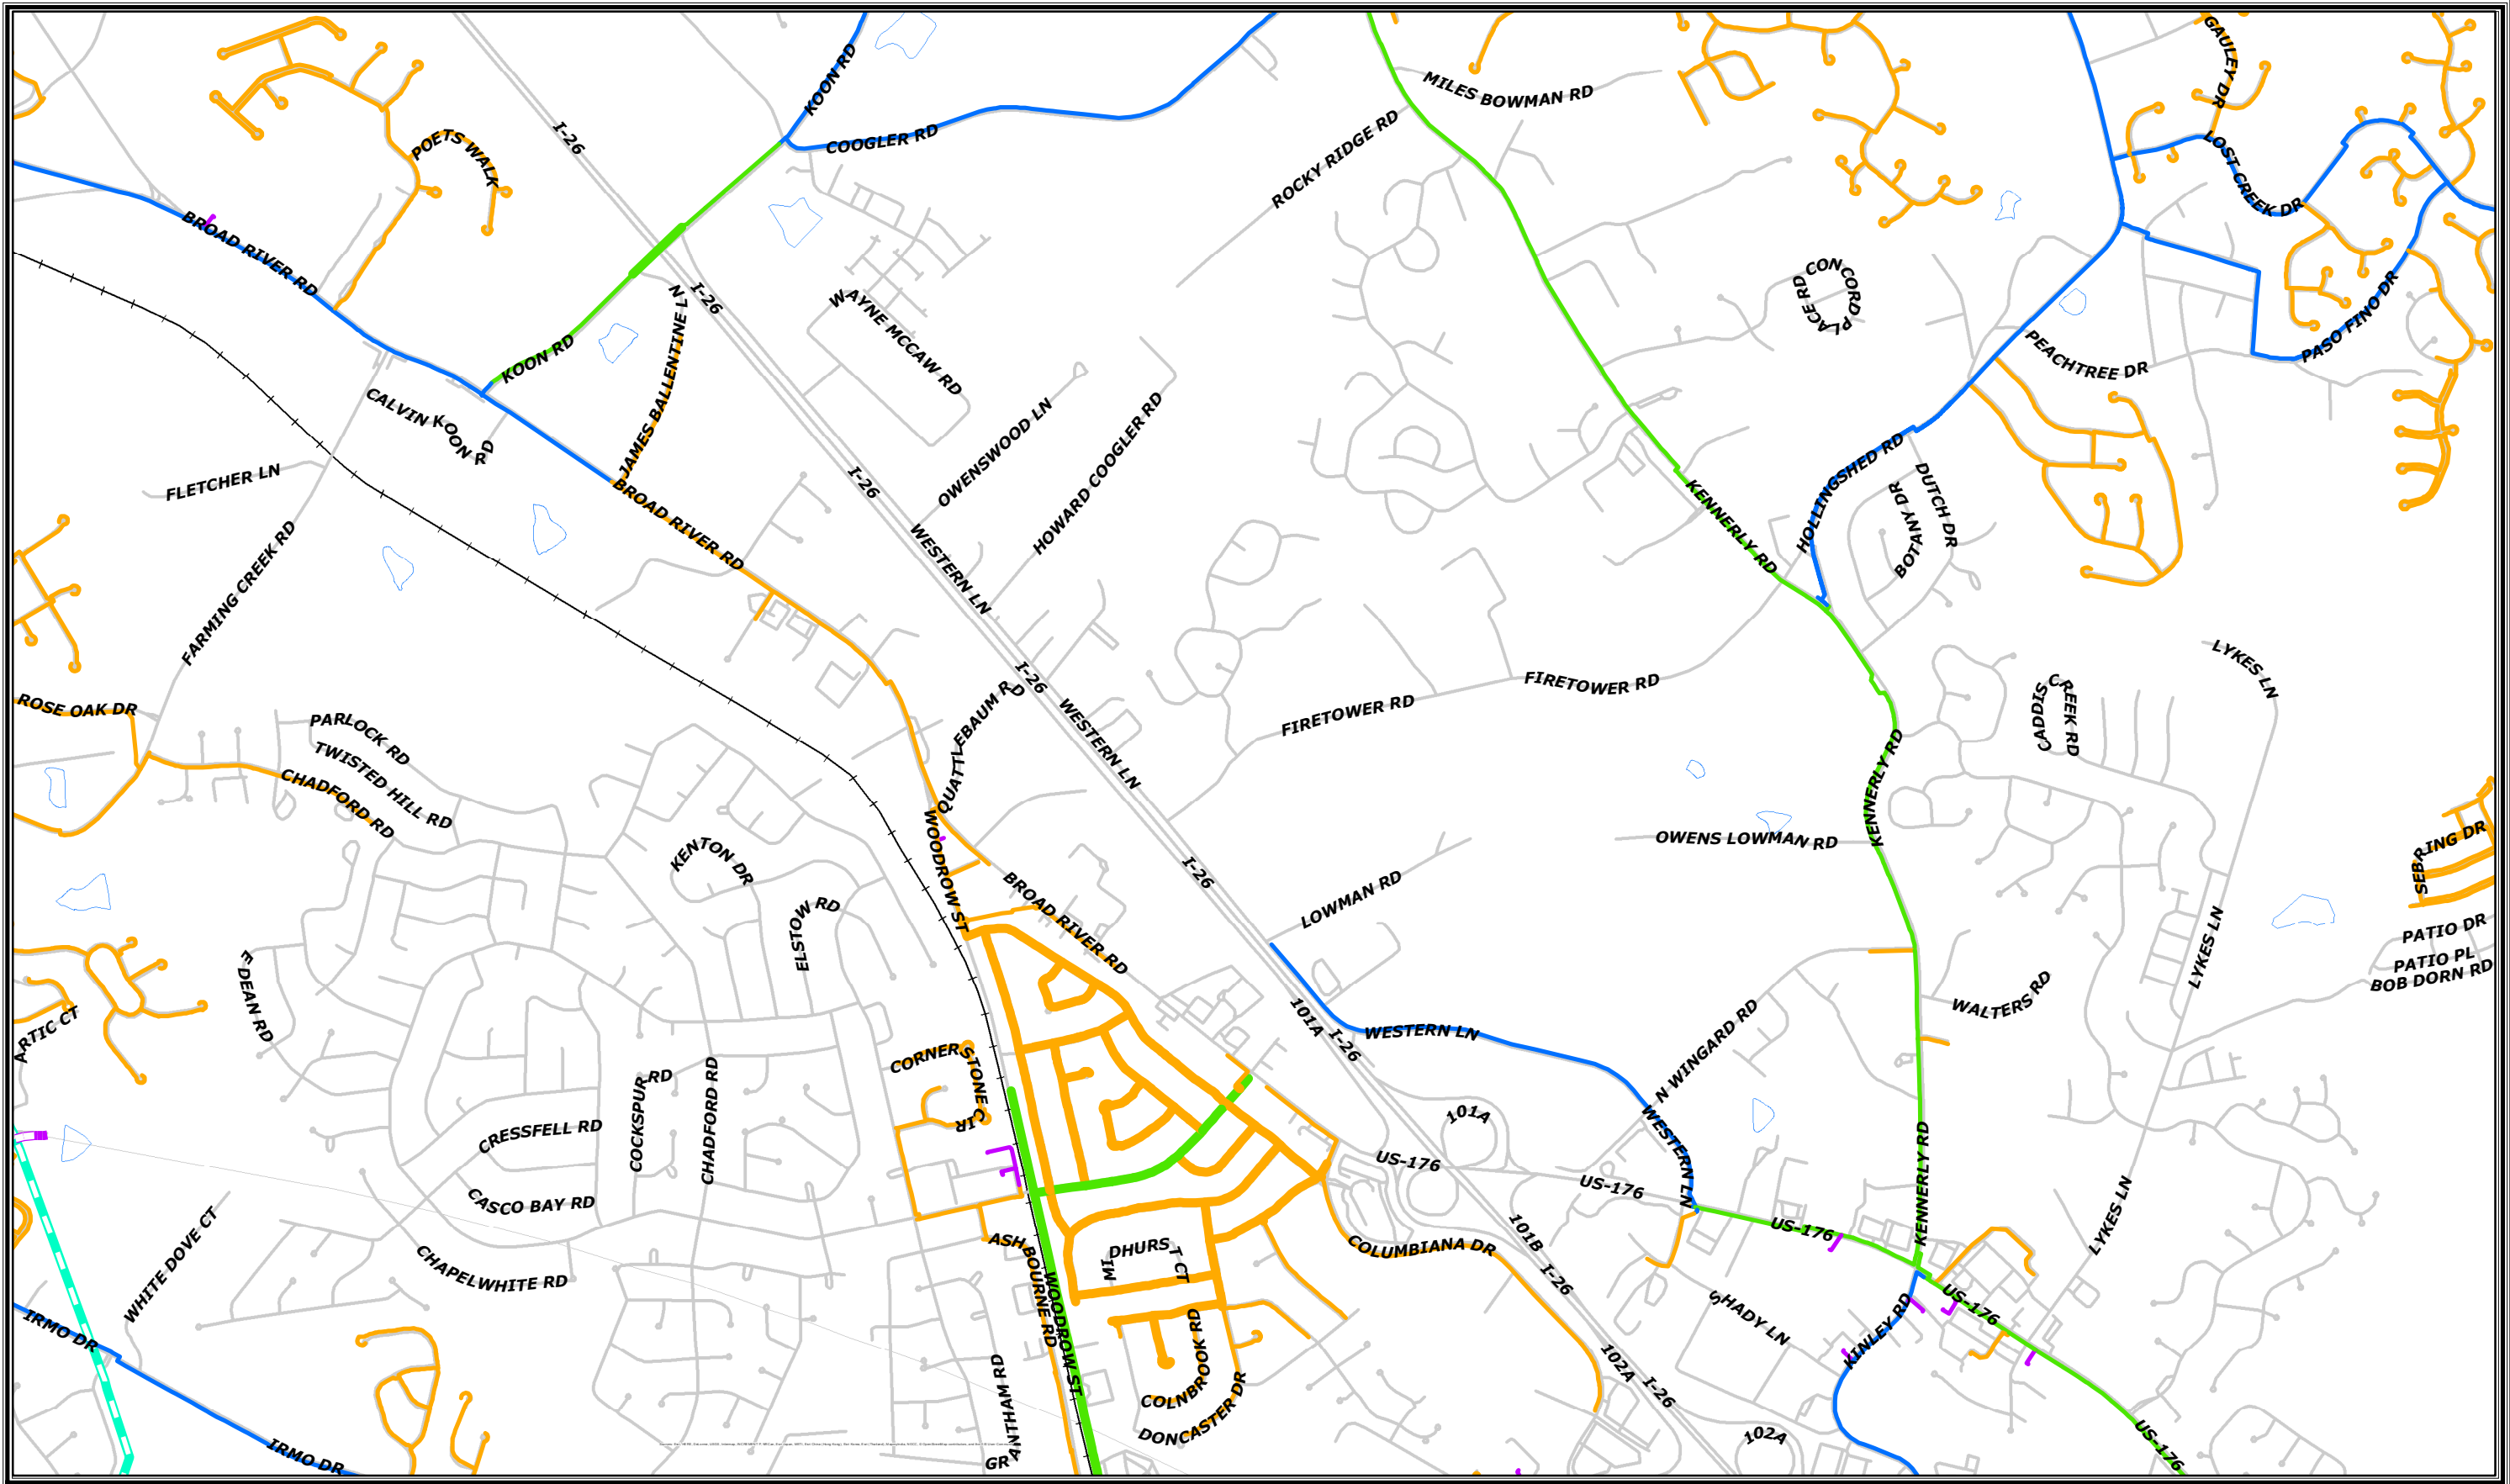 GAULEY DR
KOON RD
MILES BOWMAN RD
I-26
COOGLER RD
POETS WALK
ROCKY RIDGE RD
LOST CREEK DR
BROAD RIVER RD
CONCORD PLACE RD
I-26
WAYNE MCCAW RD
JAMES BALLENTINE LN
KOON RD
PEACHTREE DR
PASO FINO DR
CALVIN KOON RD
OWENSWOOD LN
HOWARD COOGLER RD
FLETCHER LN
I-26
BROAD RIVER RD
KENNERLY RD
HOLLINGSHED RD
DUTCH DR
BOTANY DR
WESTERN LN
FARMING CREEK RD
LYKES LN
I-26
FIRETOWER RD
FIRETOWER RD
ROSE OAK DR
PARLOCK RD
TWISTED HILL RD
CHADFORD RD
QUATTLEBAUM RD
WESTERN LN
CADDIS CREEK RD
KENNERLY RD
OWENS LOWMAN RD
KENTON DR
WOODROW ST
I-26
LOWMAN RD
SEBRING DR
ELSTOW RD
BROAD RIVER RD
PATIO DR
PATIO PL
BOB DORN RD
LYKES LN
E DEAN RD
WALTERS RD
ARTIC CT
101A
I-26
WESTERN LN
N WINGARD RD
CORNERSTONE CIR
COCKSPUR RD
CHADFORD RD
101A
WESTERN LN
CRESSFELL RD
US-176
US-176
KENNERLY RD
CASCO BAY RD
WHITE DOVE CT
US-176
LYKES LN
101B
COLUMBIANA DR
ASHBOURNE RD
MIDHURST CT
CHAPELWHITE RD
I-26
WOODROW ST
SHADY LN
US-176
KINLEY RD
IRMO DR
COLNBROOK RD
102A
I-26
GRANTHAM RD
DONCASTER DR
102A
US-176
IRMO DR